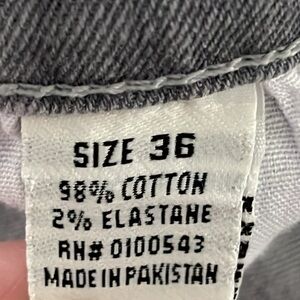 SIZE 36
98% COTTON
2% ELASTANE
RN# 0100543
MADE IN PAKISTAN